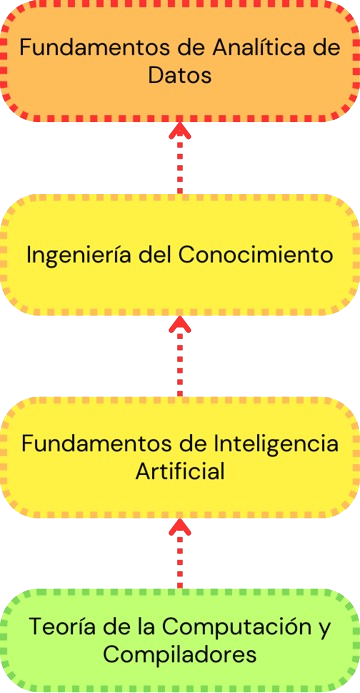 Fundamentos de Analítica de
Datos
Ingeniería del Conocimiento
Fundamentos de Inteligencia
Artificial
Teoría de la Computación y
Compiladores